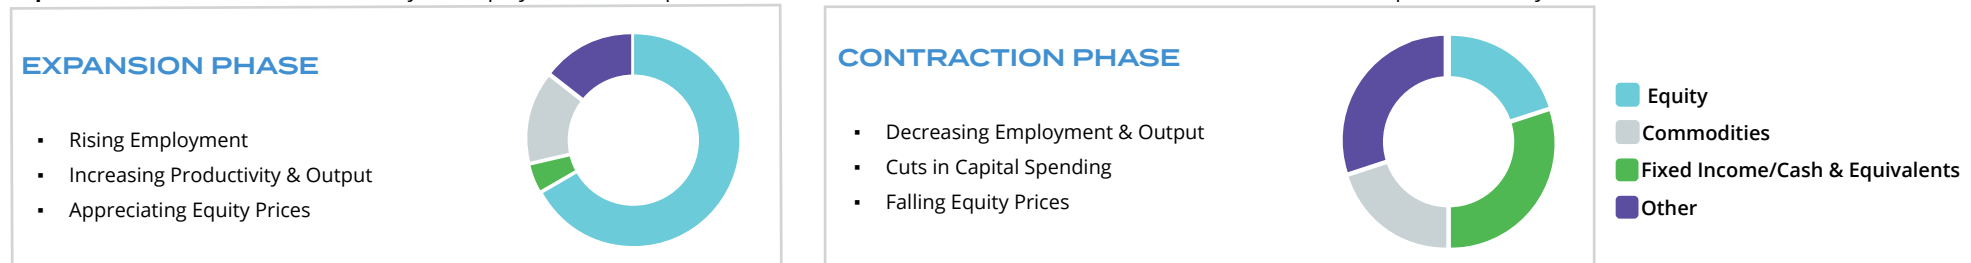 EXPANSION PHASE
▪ Rising Employment
▪ Increasing Productivity & Output
▪ Appreciating Equity Prices
CONTRACTION PHASE
▪ Decreasing Employment & Output
▪ Cuts in Capital Spending
▪ Falling Equity Prices
Equity
Commodities
Fixed Income/Cash & Equivalents
Other